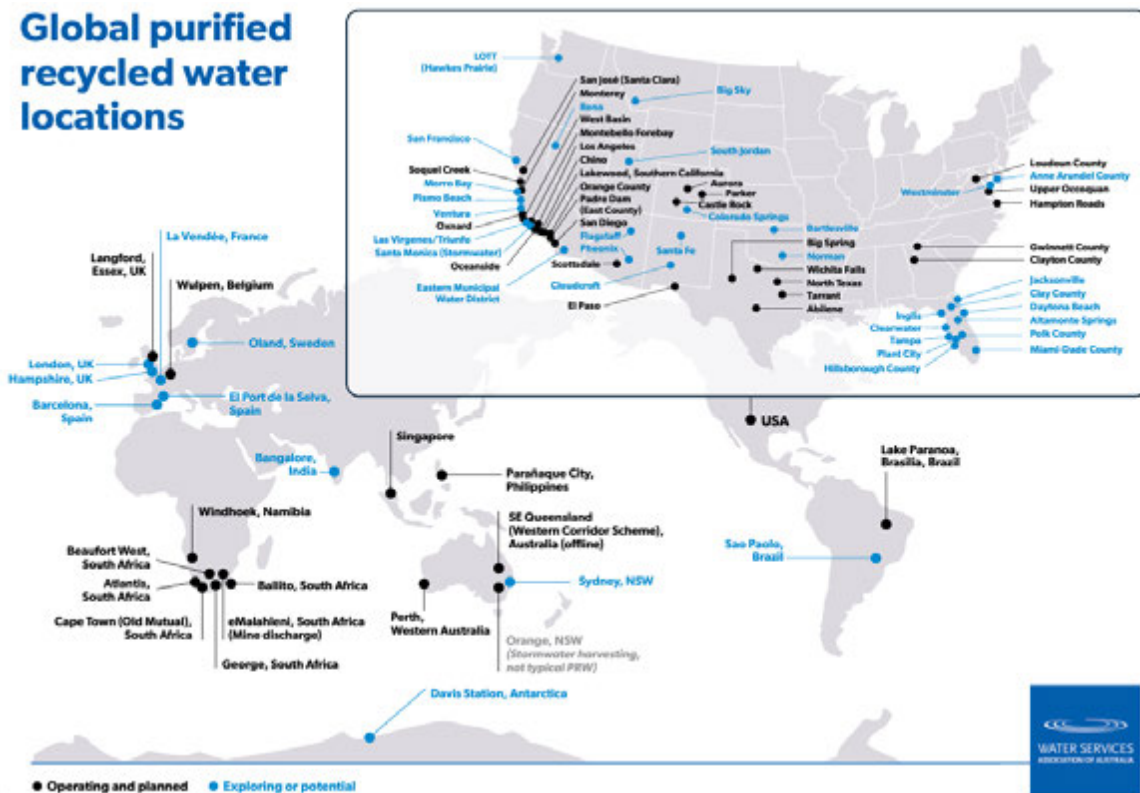 Global purified
recycled water
locations
LOTT
(Hawkes Prairie)
San José (Santa Clara)
Monterey
Rena
West Basin
Montebello Forebay
Los Angeles
Chino
Lakewood, Southern California
Orange County
Padre Dam
(East County)
San Diego
Big Sky
South Jordan
San Francisco
Soquel Creek
Morro Bay
Pismo Beach
Ventura
Oxnard
Las Virgenes/Triunfo
Santa Monica (Stormwater)
Oceanside
Eastern Municipal
Water District
Flagstaff
Pheonix
Scottsdale
Cloudcroft
El Paso
Santa Fe
Aurora
Parker
Castle Rock
Colorado Springs
Bartlesville
Big Spring
Norman
Wichita Falls
North Texas
Tarrant
Abilene
Loudoun County
Anne Arundel County
Westminster
Upper Occoquan
Hampton Roads
Gwinnett County
Clayton County
Jacksonville
Clay County
Daytona Beach
Inglis
Altamonte Springs
Clearwater
Polk County
Tampa
Plant City
Miami-Dade County
Hillsborough County
La Vendée, France
Langford,
Essex, UK
Wulpen, Belgium
London, UK
Hampshire, UK
Oland, Sweden
Barcelona,
Spain
El Port de la Selva,
Spain
Bangalore,
India
Singapore
Parañaque City,
Philippines
USA
Lake Paranoa,
Brasilia, Brazil
Sao Paolo,
Brazil
Windhoek, Namibia
Beaufort West,
South Africa
Atlantis,
South Africa
Ballito, South Africa
Cape Town (Old Mutual),
South Africa
eMalahleni, South Africa
(Mine discharge)
George, South Africa
SE Queensland
(Western Corridor Scheme),
Australia (offline)
Sydney, NSW
Perth,
Western Australia
Orange, NSW
(Stormwater harvesting,
not typical PRW)
Davis Station, Antarctica
Operating and planned
Exploring or potential
WATER SERVICES
ASSOCIATION OF AUSTRALIA